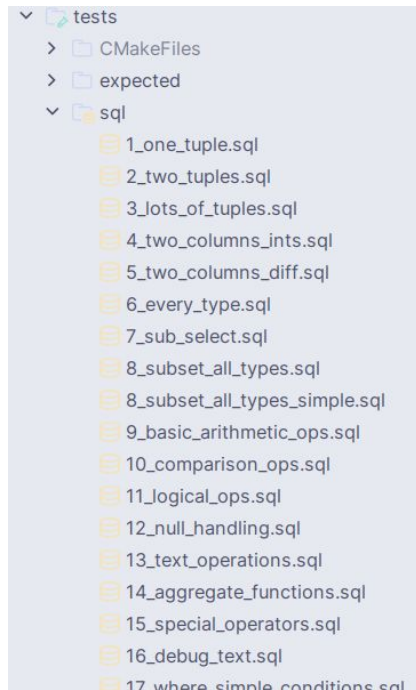 tests
CMakeFiles
expected
sql
1_one_tuple.sql
2_two_tuples.sql
3_lots_of_tuples.sql
4_two_columns_ints.sql
5_two_columns_diff.sql
6_every_type.sql
7_sub_select.sql
8_subset_all_types.sql
8_subset_all_types_simple.sql
9_basic_arithmetic_ops.sql
10_comparison_ops.sql
11_logical_ops.sql
12_null_handling.sql
13_text_operations.sql
14_aggregate_functions.sql
15_special_operators.sql
16_debug_text.sql
17_where_simple_conditions.sql